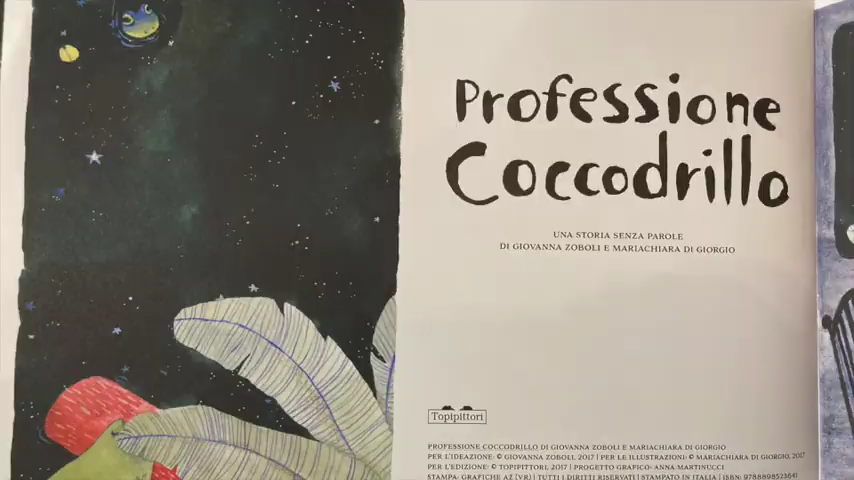 Professione
Coccodrillo
UNA STORIA SENZA PAROLE
DI GIOVANNA ZOBOLI E MARIACHIARA DI GIORGIO
Topipittori
PROFESSIONE COCCODRILLO DI GIOVANNA ZOBOLI E MARIACHIARA DI GIORGIO
PER L'IDEAZIONE: © GIOVANNA ZOBOLI, 2017 | PER LE ILLUSTRAZIONI: © MARIACHIARA DI GIORGIO, 2017
PER L'EDIZIONE: © TOPIPITTORI, 2017 | PROGETTO GRAFICO: ANNA MARTINUCCI
STAMPA: GRAFICHE AZ [VR] | TUTTI I DIRITTI RISERVATI | STAMPATO IN ITALIA | ISBN: 9788898523641